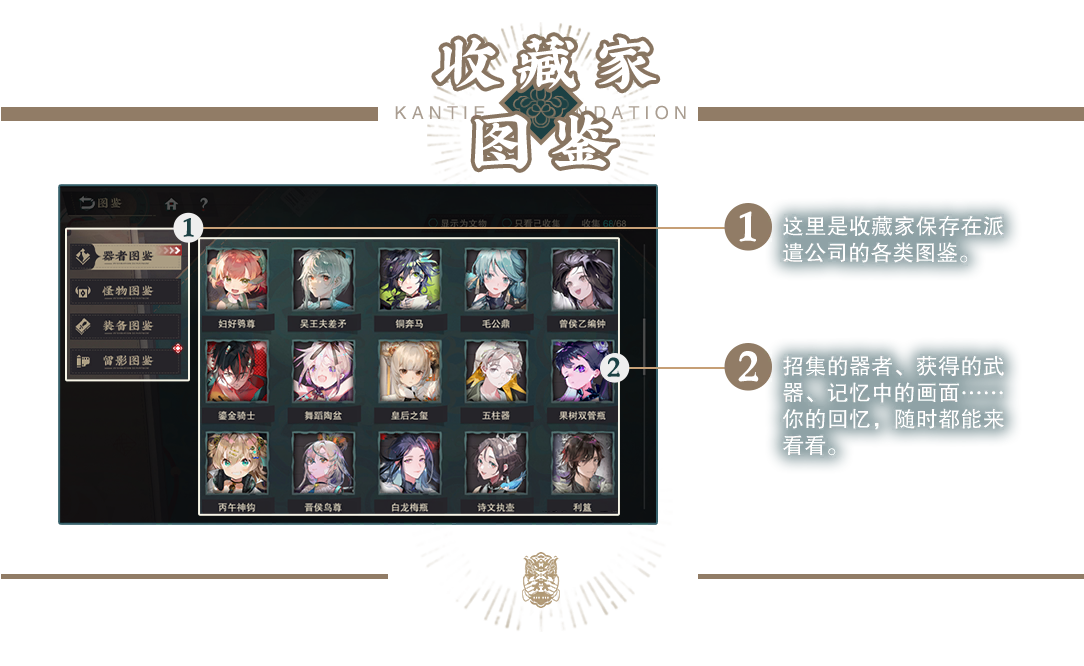 收藏家
KANTIE
NDATION
图鉴
图鉴
?
显示为文物
只看已收集
收集 68/68
1
器者图鉴
怪物图鉴
装备图鉴
留影图鉴
妇好鸮尊
吴王夫差矛
铜奔马
毛公鼎
曾侯乙编钟
鎏金骑士
舞蹈陶盆
皇后之玺
五柱器
果树双管瓶
2
丙午神钩
晋侯鸟尊
白龙梅瓶
诗文执壶
利簋
1
这里是收藏家保存在派
遣公司的各类图鉴。
2
招集的器者、获得的武
器、记忆中的画面……
你的回忆，随时都能来
看看。